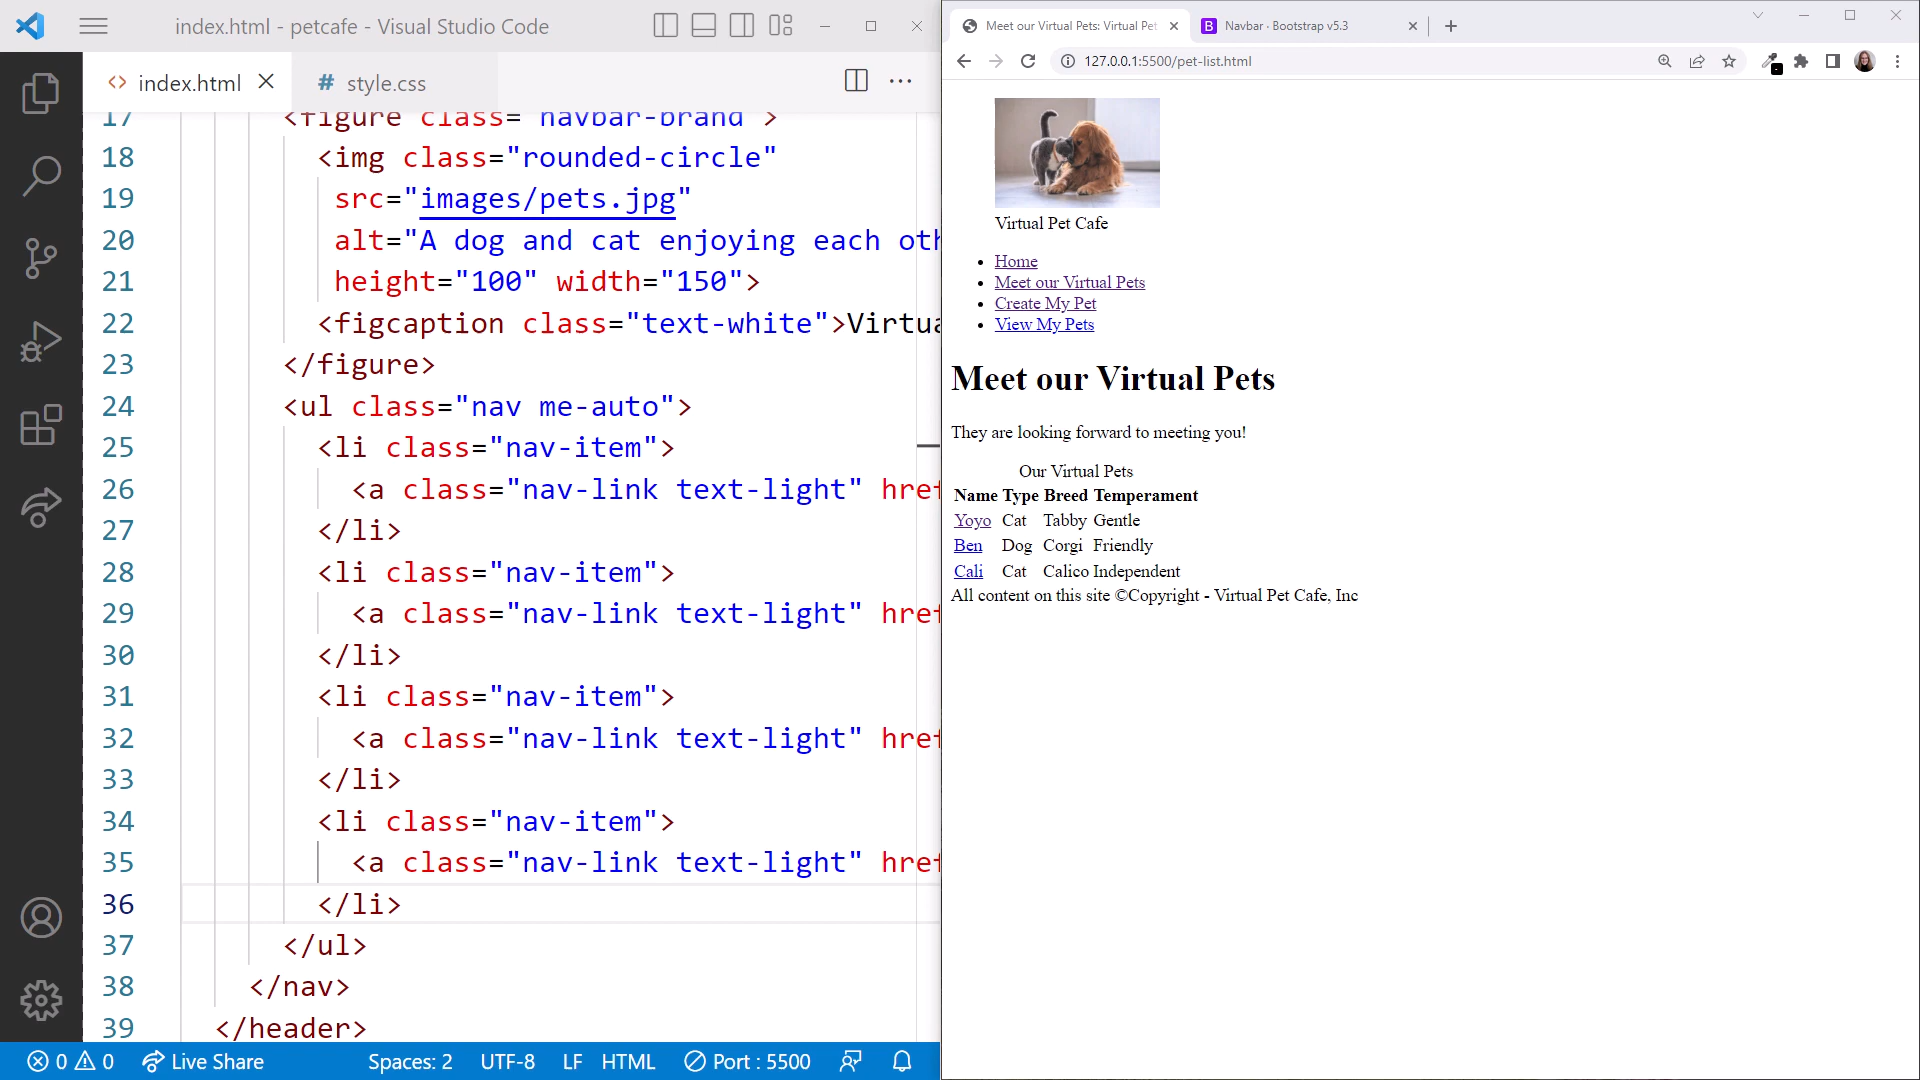 index.html - petcafe - Visual Studio Code
<> index.html
# style.css
17 <figure class="navbar-brand">
18 <img class="rounded-circle"
19 src="images/pets.jpg"
20 alt="A dog and cat enjoying each oth
21 height="100" width="150">
22 <figcaption class="text-white">Virtua
23 </figure>
24 <ul class="nav me-auto">
25 <li class="nav-item">
26 <a class="nav-link text-light" href
27 </li>
28 <li class="nav-item">
29 <a class="nav-link text-light" href
30 </li>
31 <li class="nav-item">
32 <a class="nav-link text-light" href
33 </li>
34 <li class="nav-item">
35 <a class="nav-link text-light" href
36 </li>
37 </ul>
38 </nav>
39 </header>
0 0 Live Share Spaces: 2 UTF-8 LF HTML Port : 5500
Meet our Virtual Pets: Virtual Pet
B Navbar · Bootstrap v5.3
127.0.0.1:5500/pet-list.html
Virtual Pet Cafe
• Home
• Meet our Virtual Pets
• Create My Pet
• View My Pets
Meet our Virtual Pets
They are looking forward to meeting you!
Our Virtual Pets
Name Type Breed Temperament
Yoyo Cat Tabby Gentle
Ben Dog Corgi Friendly
Cali Cat Calico Independent
All content on this site ©Copyright - Virtual Pet Cafe, Inc